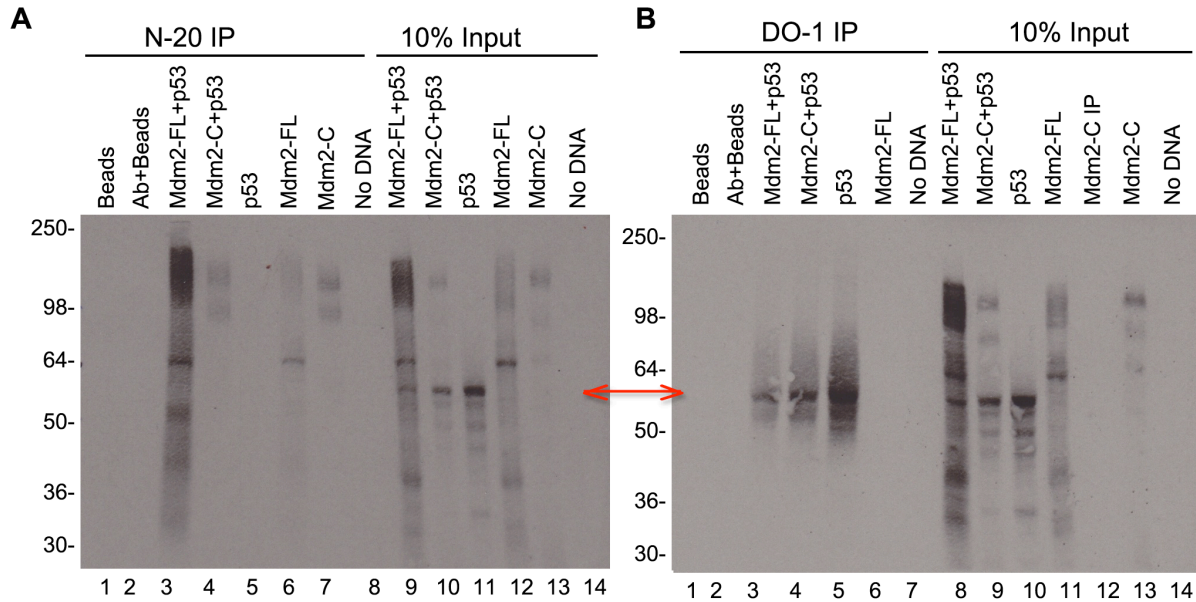 A
N-20 IP
10% Input
Beads
Ab+Beads
Mdm2-FL+p53
Mdm2-C+p53
p53
Mdm2-FL
Mdm2-C
No DNA
Mdm2-FL+p53
Mdm2-C+p53
p53
Mdm2-FL
Mdm2-C
No DNA
250-
98-
64-
50-
36-
30-
1 2 3 4 5 6 7 8 9 10 11 12 13 14
B
DO-1 IP
10% Input
Beads
Ab+Beads
Mdm2-FL+p53
Mdm2-C+p53
p53
Mdm2-FL
No DNA
Mdm2-FL+p53
Mdm2-C+p53
p53
Mdm2-FL
Mdm2-C IP
Mdm2-C
No DNA
250-
98-
64-
50-
36-
30-
1 2 3 4 5 6 7 8 9 10 11 12 13 14